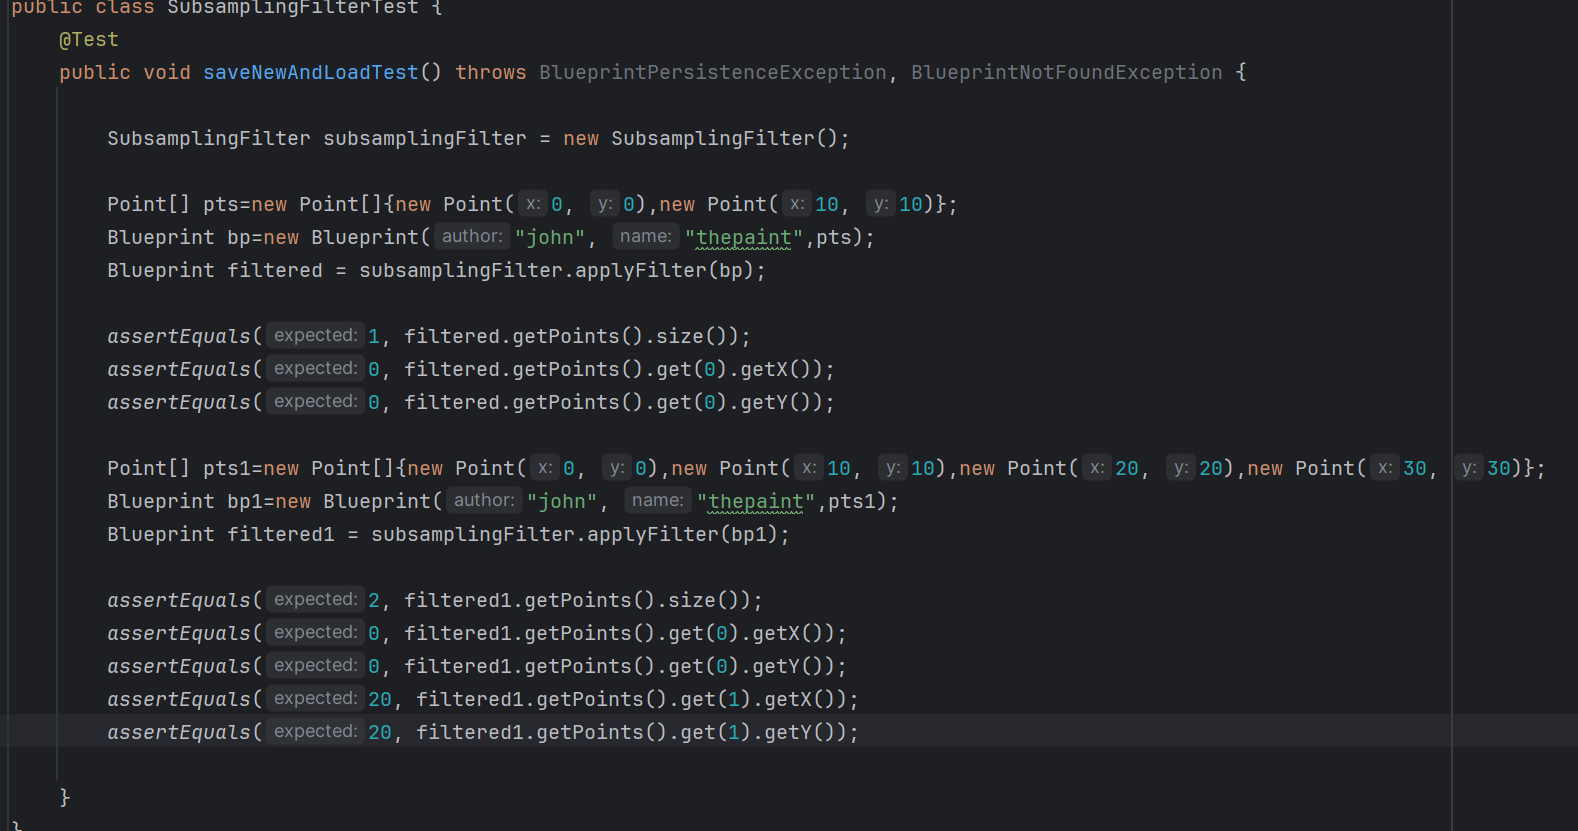 public class SubsamplingFilterTest {
@Test
public void saveNewAndLoadTest() throws BlueprintPersistenceException, BlueprintNotFoundException {
SubsamplingFilter subsamplingFilter = new SubsamplingFilter();
Point[] pts=new Point[]{new Point( x: 0, y: 0),new Point( x: 10, y: 10)};
Blueprint bp=new Blueprint( author: "john", name: "thepaint",pts);
Blueprint filtered = subsamplingFilter.applyFilter(bp);
assertEquals( expected: 1, filtered.getPoints().size());
assertEquals( expected: 0, filtered.getPoints().get(0).getX());
assertEquals( expected: 0, filtered.getPoints().get(0).getY());
Point[] pts1=new Point[]{new Point( x: 0, y: 0),new Point( x: 10, y: 10),new Point( x: 20, y: 20),new Point( x: 30, y: 30)};
Blueprint bp1=new Blueprint( author: "john", name: "thepaint",pts1);
Blueprint filtered1 = subsamplingFilter.applyFilter(bp1);
assertEquals( expected: 2, filtered1.getPoints().size());
assertEquals( expected: 0, filtered1.getPoints().get(0).getX());
assertEquals( expected: 0, filtered1.getPoints().get(0).getY());
assertEquals( expected: 20, filtered1.getPoints().get(1).getX());
assertEquals( expected: 20, filtered1.getPoints().get(1).getY());
}
}